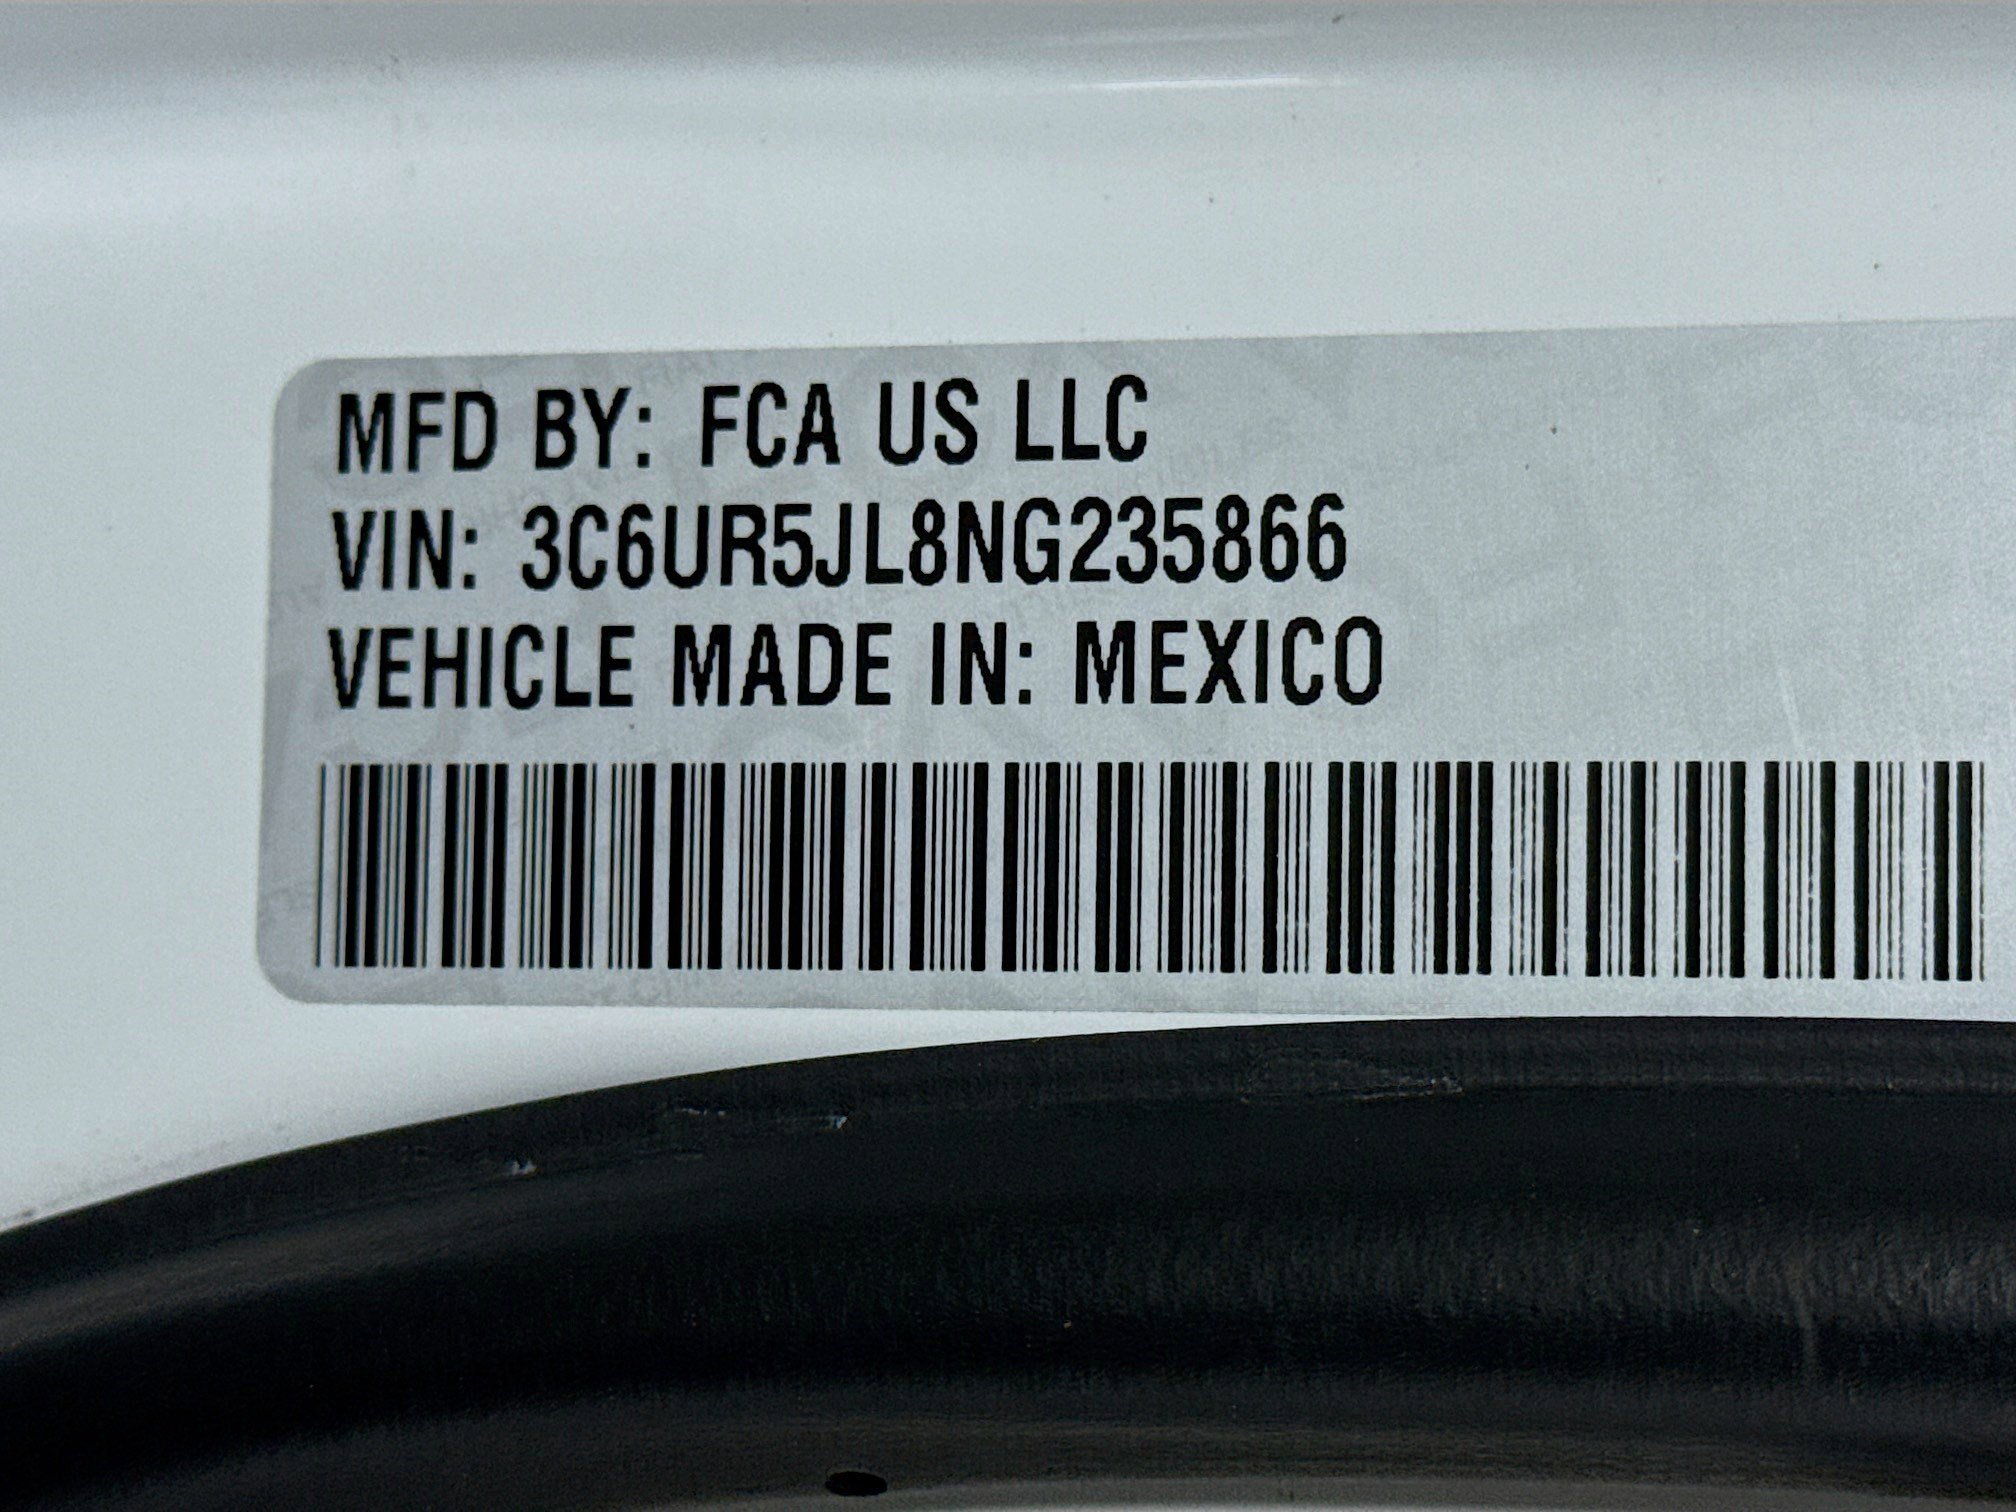 MFD BY: FCA US LLC
VIN: 3C6UR5JL8NG235866
VEHICLE MADE IN: MEXICO